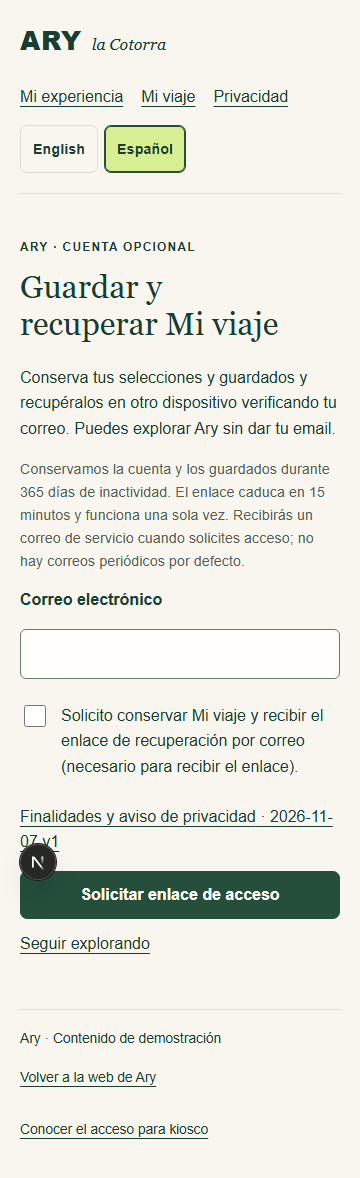 ARY la Cotorra
Mi experiencia Mi viaje Privacidad
English Español
ARY · CUENTA OPCIONAL
Guardar y
recuperar Mi viaje
Conserva tus selecciones y guardados y
recupéralos en otro dispositivo verificando tu
correo. Puedes explorar Ary sin dar tu email.
Conservamos la cuenta y los guardados durante
365 días de inactividad. El enlace caduca en 15
minutos y funciona una sola vez. Recibirás un
correo de servicio cuando solicites acceso; no
hay correos periódicos por defecto.
Correo electrónico
Solicito conservar Mi viaje y recibir el
enlace de recuperación por correo
(necesario para recibir el enlace).
Finalidades y aviso de privacidad · 2026-11-
07 v1
N
Solicitar enlace de acceso
Seguir explorando
Ary · Contenido de demostración
Volver a la web de Ary
Conocer el acceso para kiosco